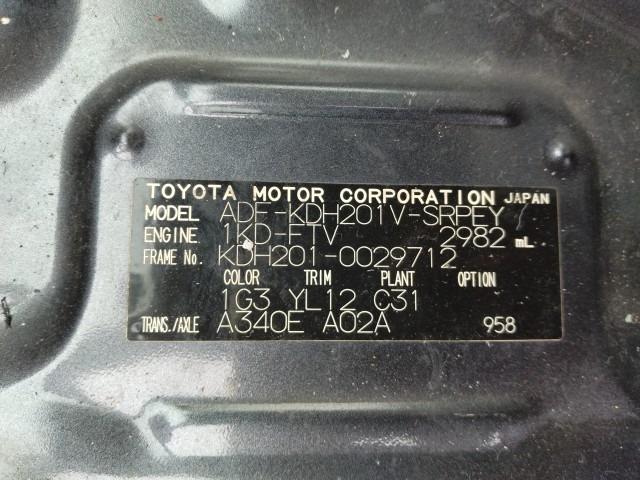 TOYOTA MOTOR CORPORATION JAPAN
MODEL ADF-KDH201V-SRPEY
ENGINE 1KD-FTV 2982 mL
FRAME No. KDH201-0029712
COLOR TRIM PLANT OPTION
1G3 YL12 C31
TRANS./AXLE A340E A02A 958